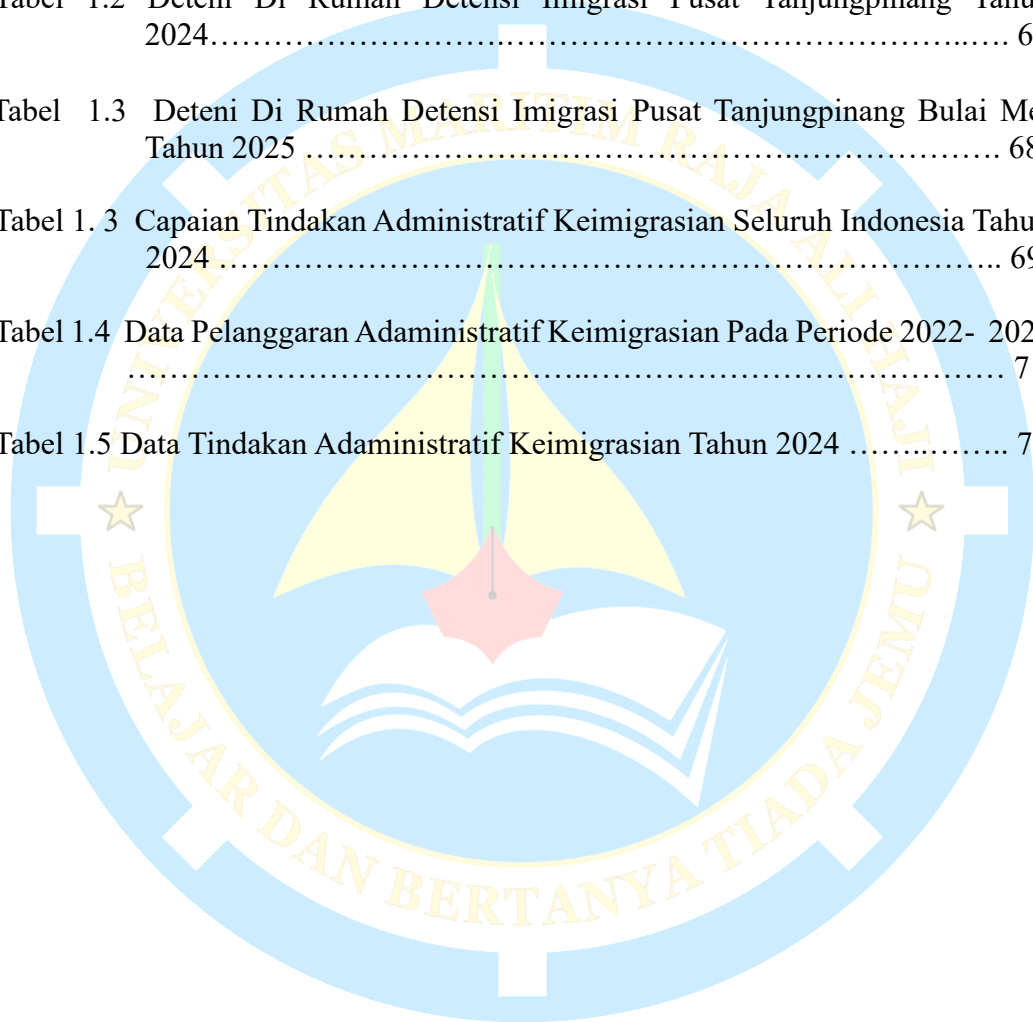 Tabel 1.2 Deteni Di Rumah Detensi Imigrasi Pusat Tanjungpinang Tahu
2024…………………………….……………………………………………..…. 6
Tabel 1.3 Deteni Di Rumah Detensi Imigrasi Pusat Tanjungpinang Bulai Me
Tahun 2025 ………………………………………………..………………. 68
Tabel 1. 3 Capaian Tindakan Administratif Keimigrasian Seluruh Indonesia Tahu
2024 …………………………..…………………………………………….. 69
Tabel 1.4 Data Pelanggaran Adaministratif Keimigrasian Pada Periode 2022- 202
…….…………………………………..………………………………………… 7
Tabel 1.5 Data Tindakan Adaministratif Keimigrasian Tahun 2024 ……..…….. 7
UNIVERSITAS MARITIM RAJA ALI HAJI
BELAJAR DAN BERTANYA TIADA JEMU